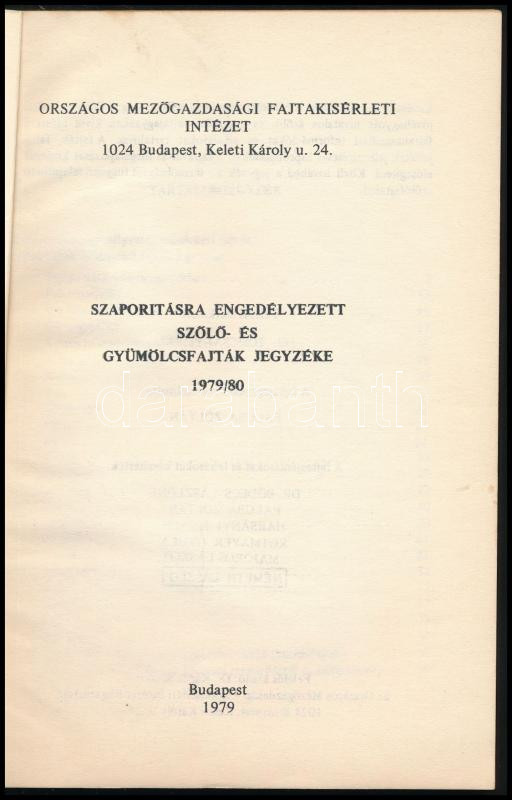 ORSZÁGOS MEZŐGAZDASÁGI FAJTAKISÉRLETI
INTÉZET
1024 Budapest, Keleti Károly u. 24.
SZAPORITÁSRA ENGEDÉLYEZETT
SZŐLŐ- ÉS
GYÜMÖLCSFAJTÁK JEGYZÉKE
1979/80
darabanth
Budapest
1979